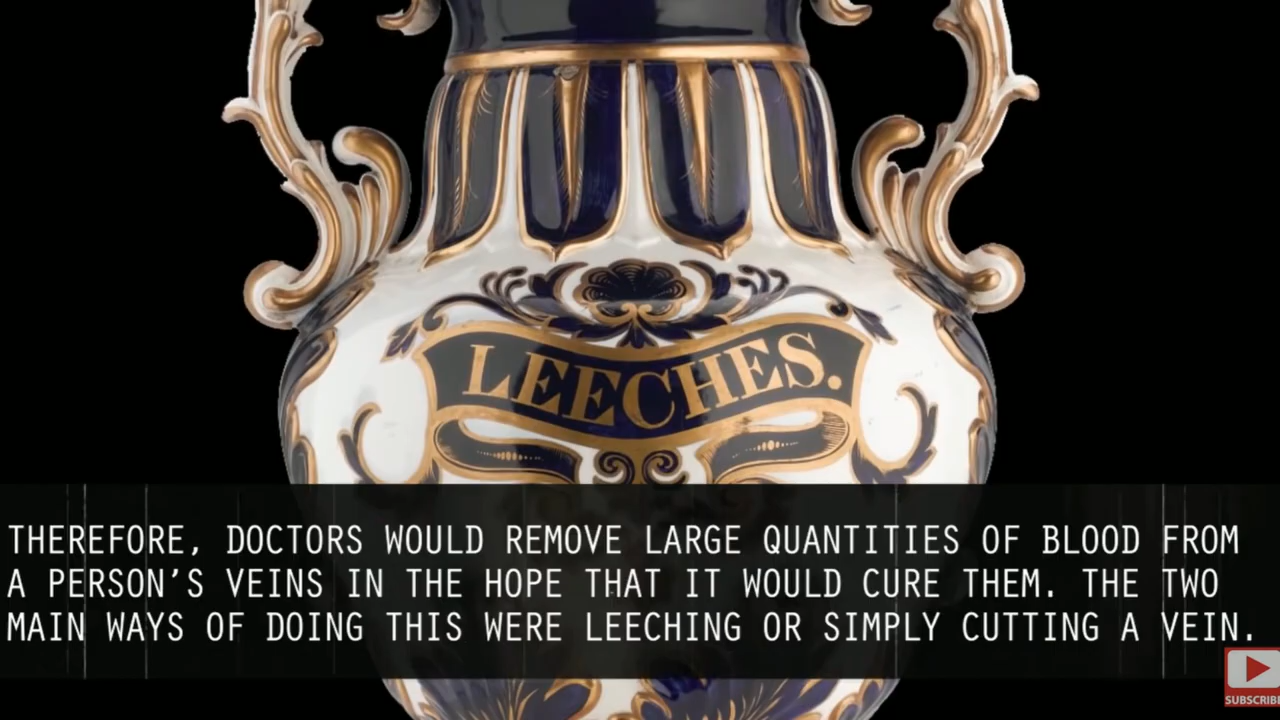 LEECHES.
THEREFORE, DOCTORS WOULD REMOVE LARGE QUANTITIES OF BLOOD FROM
A PERSON'S VEINS IN THE HOPE THAT IT WOULD CURE THEM. THE TWO
MAIN WAYS OF DOING THIS WERE LEECHING OR SIMPLY CUTTING A VEIN.
SUBSCRIBE